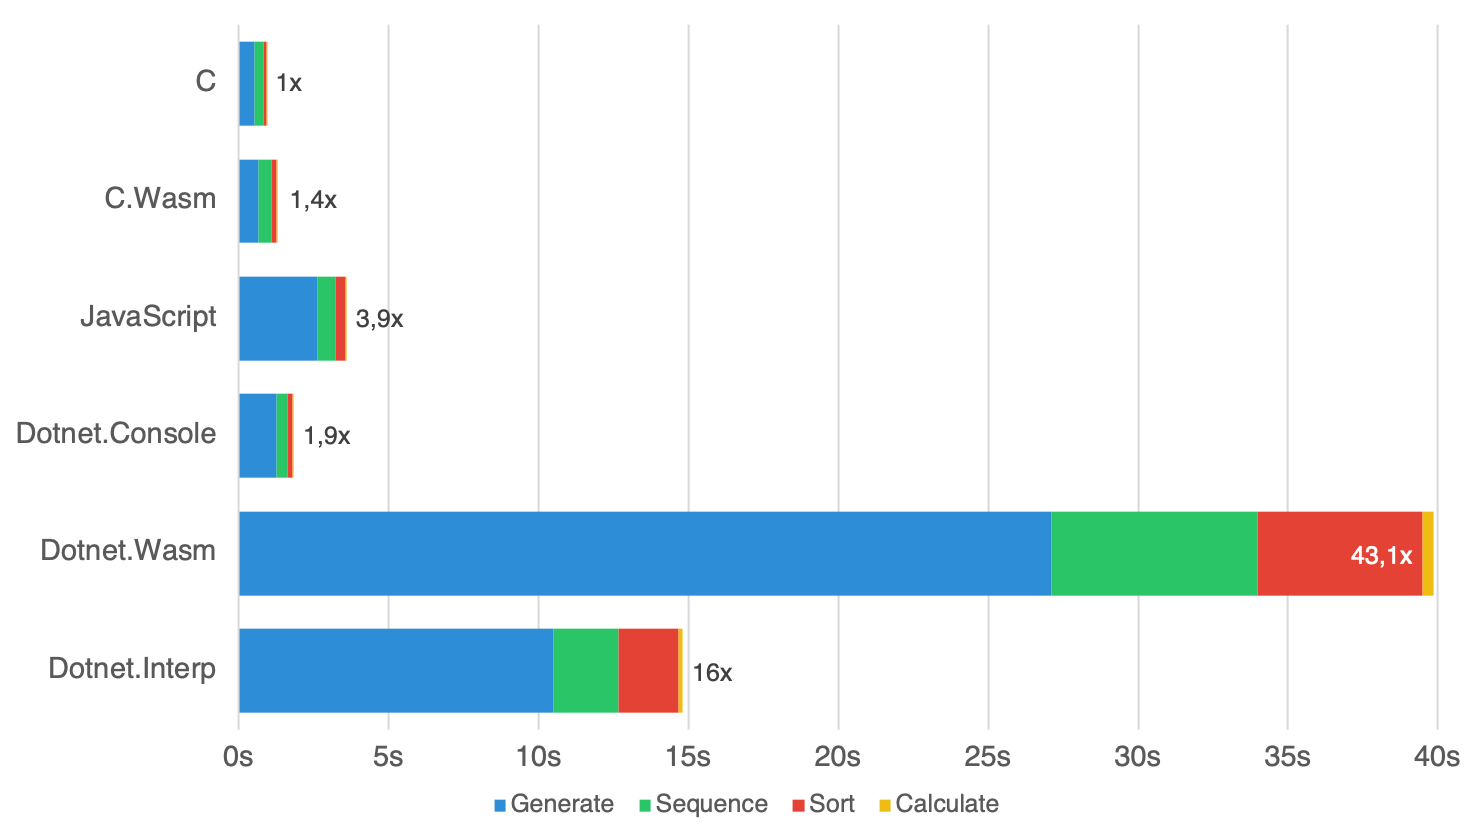 C
1x
C.Wasm
1,4x
JavaScript
3,9x
Dotnet.Console
1,9x
Dotnet.Wasm
43,1x
Dotnet.Interp
16x
0s 5s 10s 15s 20s 25s 30s 35s 40s
Generate Sequence Sort Calculate